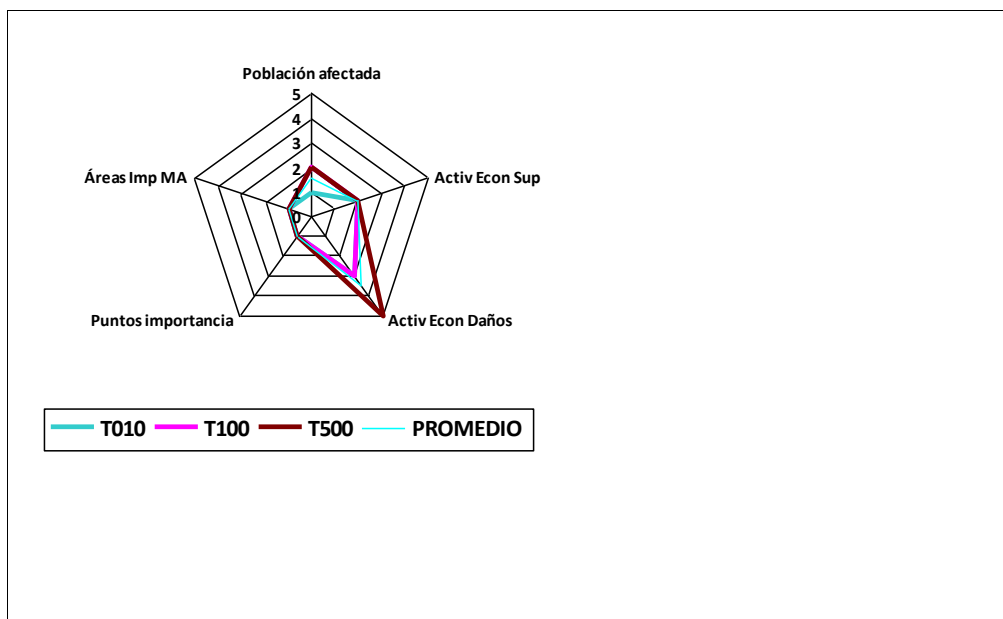 Población afectada
5
4
3
2
1
0
Áreas Imp MA
Activ Econ Sup
Puntos importancia
Activ Econ Daños
T010 T100 T500 PROMEDIO